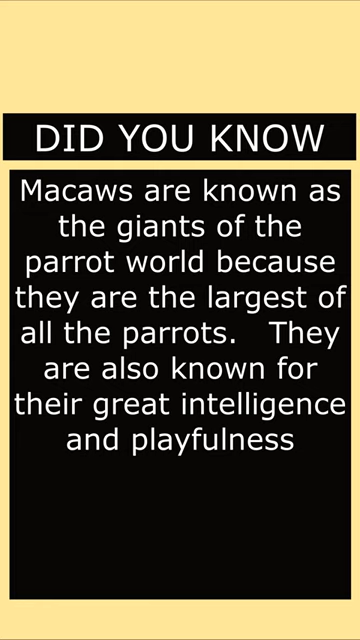 DID YOU KNOW
Macaws are known as
the giants of the
parrot world because
they are the largest of
all the parrots.   They
are also known for
their great intelligence
and playfulness